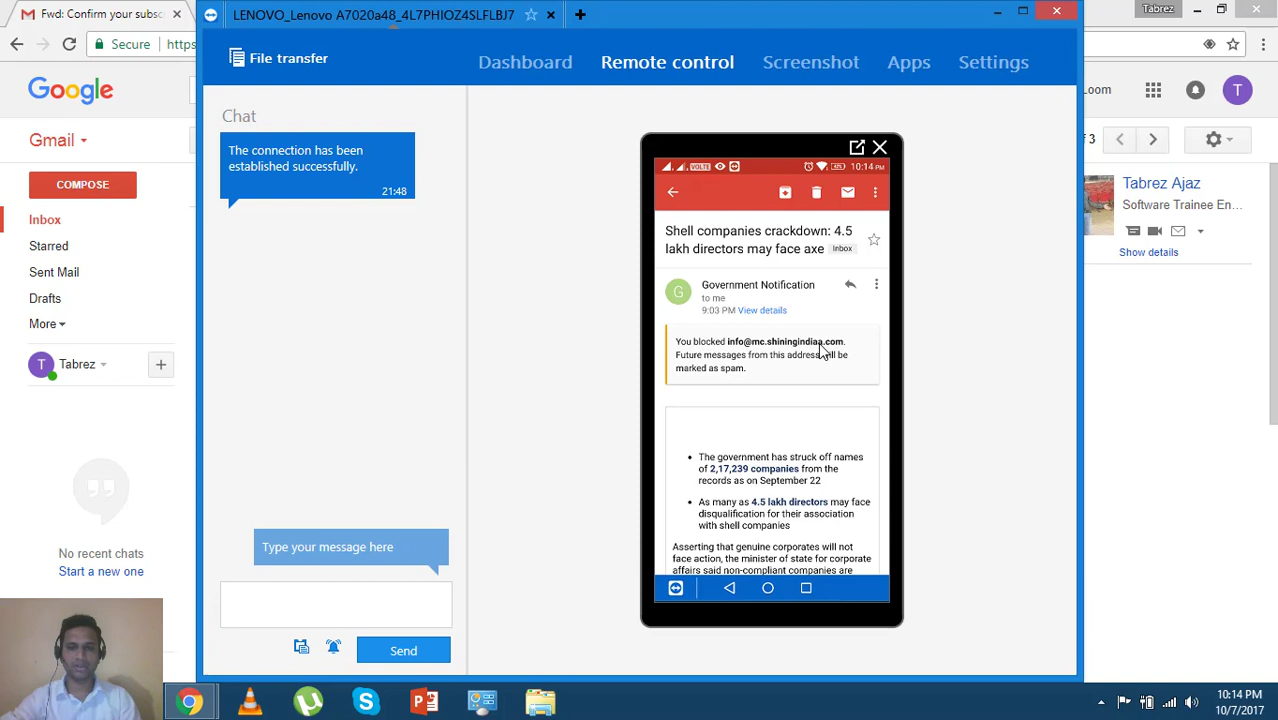 Fwd: Confirm your subsc
LENOVO_Lenovo A7020a48_4L7PHIOZ4SLFLBJ7
Tabrez
Secure https
File transfer
Dashboard
Remote control
Screenshot
Apps
Settings
Google
Loom
T
Gmail
of 3
Chat
The connection has been
established successfully.
21:48
COMPOSE
Inbox
Starred
Sent Mail
Drafts
More
Tabrez
No recent chats
Start a new one
Type your message here
Send
VOLTE
10:14 PM
Shell companies crackdown: 4.5
lakh directors may face axe Inbox
G
Government Notification
to me
9:03 PM View details
You blocked info@mc.shiningindiaa.com.
Future messages from this address will be
marked as spam.
• The government has struck off names
of 2,17,239 companies from the
records as on September 22
• As many as 4.5 lakh directors may face
disqualification for their association
with shell companies
Asserting that genuine corporates will not
face action, the minister of state for corporate
affairs said non-compliant companies are
Tabrez Ajaz
Software Trainee En...
Show details
10:14 PM
10/7/2017